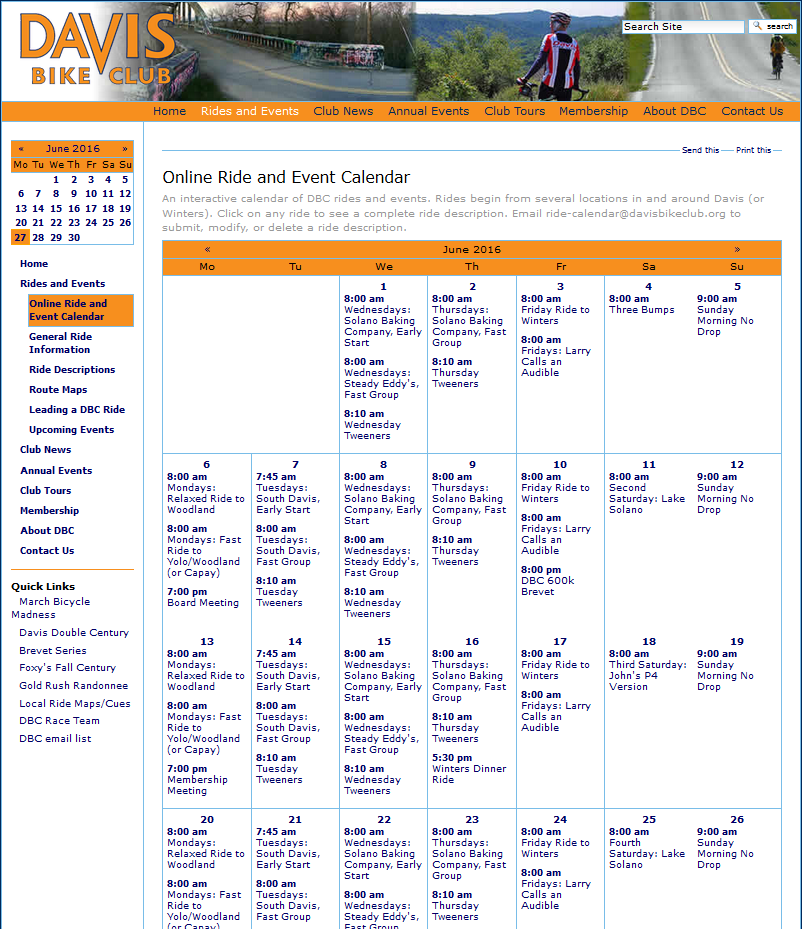 DAVIS
BIKE CLUB
Search Site
search
Home Rides and Events Club News Annual Events Club Tours Membership About DBC Contact Us
« June 2016 »
Mo Tu We Th Fr Sa Su
1 2 3 4 5
6 7 8 9 10 11 12
13 14 15 16 17 18 19
20 21 22 23 24 25 26
27 28 29 30
Home
Rides and Events
Online Ride and
Event Calendar
General Ride
Information
Ride Descriptions
Route Maps
Leading a DBC Ride
Upcoming Events
Club News
Annual Events
Club Tours
Membership
About DBC
Contact Us
Quick Links
March Bicycle
Madness
Davis Double Century
Brevet Series
Foxy's Fall Century
Gold Rush Randonnee
Local Ride Maps/Cues
DBC Race Team
DBC email list
Send this Print this
Online Ride and Event Calendar
An interactive calendar of DBC rides and events. Rides begin from several locations in and around Davis (or
Winters). Click on any ride to see a complete ride description. Email ride-calendar@davisbikeclub.org to
submit, modify, or delete a ride description.
« June 2016 »
Mo Tu We Th Fr Sa Su
1
8:00 am
Wednesdays:
Solano Baking
Company, Early
Start
8:00 am
Wednesdays:
Steady Eddy's,
Fast Group
8:10 am
Wednesday
Tweeners
2
8:00 am
Thursdays:
Solano Baking
Company, Fast
Group
8:10 am
Thursday
Tweeners
3
8:00 am
Friday Ride to
Winters
8:00 am
Fridays: Larry
Calls an
Audible
4
8:00 am
Three Bumps
5
9:00 am
Sunday
Morning No
Drop
6
8:00 am
Mondays:
Relaxed Ride to
Woodland
8:00 am
Mondays: Fast
Ride to
Yolo/Woodland
(or Capay)
7:00 pm
Board Meeting
7
7:45 am
Tuesdays:
South Davis,
Early Start
8:00 am
Tuesdays:
South Davis,
Fast Group
8:10 am
Tuesday
Tweeners
8
8:00 am
Wednesdays:
Solano Baking
Company, Early
Start
8:00 am
Wednesdays:
Steady Eddy's,
Fast Group
8:10 am
Wednesday
Tweeners
9
8:00 am
Thursdays:
Solano Baking
Company, Fast
Group
8:10 am
Thursday
Tweeners
10
8:00 am
Friday Ride to
Winters
8:00 am
Fridays: Larry
Calls an
Audible
8:00 pm
DBC 600k
Brevet
11
8:00 am
Second
Saturday: Lake
Solano
12
9:00 am
Sunday
Morning No
Drop
13
8:00 am
Mondays:
Relaxed Ride to
Woodland
8:00 am
Mondays: Fast
Ride to
Yolo/Woodland
(or Capay)
7:00 pm
Membership
Meeting
14
7:45 am
Tuesdays:
South Davis,
Early Start
8:00 am
Tuesdays:
South Davis,
Fast Group
8:10 am
Tuesday
Tweeners
15
8:00 am
Wednesdays:
Solano Baking
Company, Early
Start
8:00 am
Wednesdays:
Steady Eddy's,
Fast Group
8:10 am
Wednesday
Tweeners
16
8:00 am
Thursdays:
Solano Baking
Company, Fast
Group
8:10 am
Thursday
Tweeners
5:30 pm
Winters Dinner
Ride
17
8:00 am
Friday Ride to
Winters
8:00 am
Fridays: Larry
Calls an
Audible
18
8:00 am
Third Saturday:
John's P4
Version
19
9:00 am
Sunday
Morning No
Drop
20
8:00 am
Mondays:
Relaxed Ride to
Woodland
8:00 am
Mondays: Fast
Ride to
Yolo/Woodland
(or Capay)
21
7:45 am
Tuesdays:
South Davis,
Early Start
8:00 am
Tuesdays:
South Davis,
Fast Group
22
8:00 am
Wednesdays:
Solano Baking
Company, Early
Start
8:00 am
Wednesdays:
Steady Eddy's,
Fast Group
23
8:00 am
Thursdays:
Solano Baking
Company, Fast
Group
8:10 am
Thursday
Tweeners
24
8:00 am
Friday Ride to
Winters
8:00 am
Fridays: Larry
Calls an
Audible
25
8:00 am
Fourth
Saturday: Lake
Solano
26
9:00 am
Sunday
Morning No
Drop